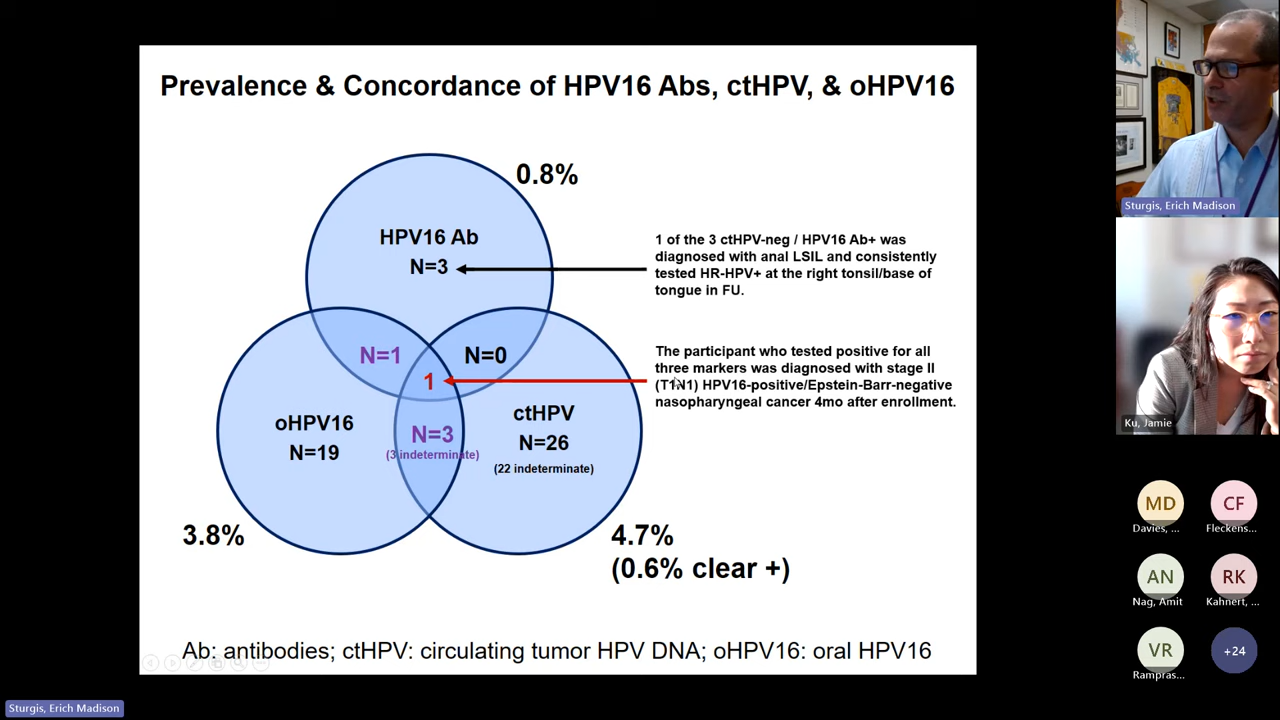 Prevalence & Concordance of HPV16 Abs, ctHPV, & oHPV16
0.8%
HPV16 Ab
N=3
1 of the 3 ctHPV-neg / HPV16 Ab+ was
diagnosed with anal LSIL and consistently
tested HR-HPV+ at the right tonsil/base of
tongue in FU.
N=1
N=0
1
The participant who tested positive for all
three markers was diagnosed with stage II
(T1N1) HPV16-positive/Epstein-Barr-negative
nasopharyngeal cancer 4mo after enrollment.
oHPV16
N=19
N=3
(3 indeterminate)
ctHPV
N=26
(22 indeterminate)
3.8%
4.7%
(0.6% clear +)
Ab: antibodies; ctHPV: circulating tumor HPV DNA; oHPV16: oral HPV16
Sturgis, Erich Madison
Sturgis, Erich Madison
Ku, Jamie
MD
Davies, ...
CF
Fleckens...
AN
Nag, Amit
RK
Kahnert, ...
VR
Rampras...
+24